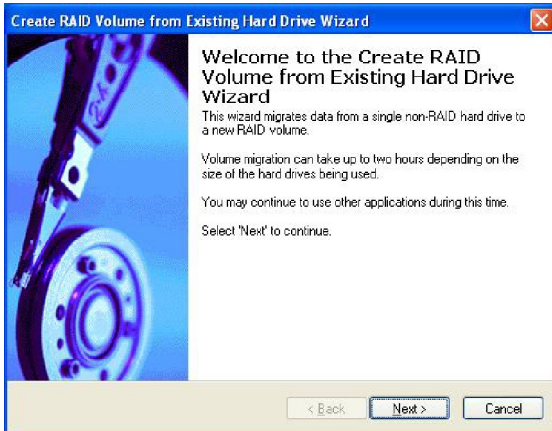 Create RAID Volume from Existing Hard Drive Wizard
Welcome to the Create RAID
Volume from Existing Hard Drive
Wizard
This wizard migrates data from a single non-RAID hard drive to
a new RAID volume.
Volume migration can take up to two hours depending on the
size of the hard drives being used.
You may continue to use other applications during this time.
Select 'Next' to continue.
< Back
Next >
Cancel